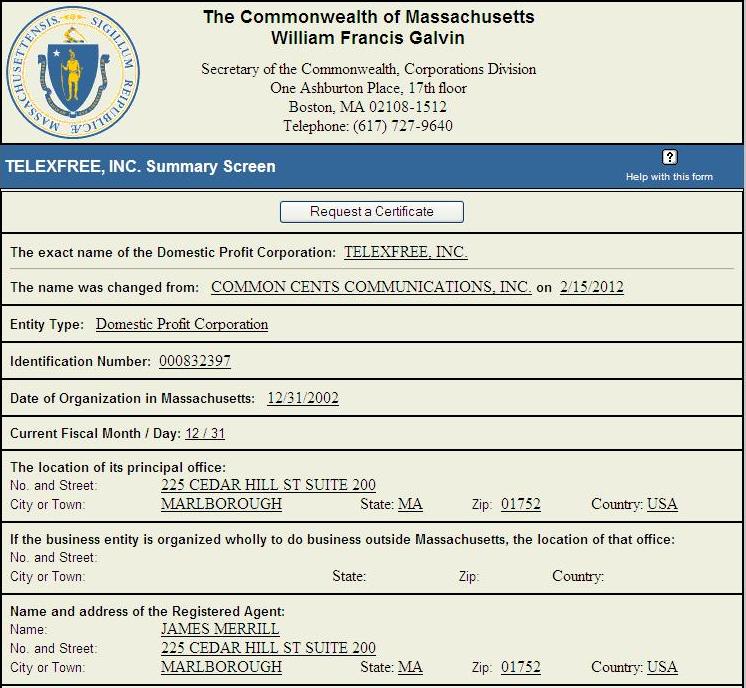 The Commonwealth of Massachusetts
William Francis Galvin
Secretary of the Commonwealth, Corporations Division
One Ashburton Place, 17th floor
Boston, MA 02108-1512
Telephone: (617) 727-9640
MASSACHUSETTENSIS. SIGILLUM REIPUBLICÆ
TELEXFREE, INC. Summary Screen
?
Help with this form
Request a Certificate
The exact name of the Domestic Profit Corporation: TELEXFREE, INC.
The name was changed from: COMMON CENTS COMMUNICATIONS, INC. on 2/15/2012
Entity Type: Domestic Profit Corporation
Identification Number: 000832397
Date of Organization in Massachusetts: 12/31/2002
Current Fiscal Month / Day: 12 / 31
The location of its principal office:
No. and Street: 225 CEDAR HILL ST SUITE 200
City or Town: MARLBOROUGH State: MA Zip: 01752 Country: USA
If the business entity is organized wholly to do business outside Massachusetts, the location of that office:
No. and Street:
City or Town: State: Zip: Country:
Name and address of the Registered Agent:
Name: JAMES MERRILL
No. and Street: 225 CEDAR HILL ST SUITE 200
City or Town: MARLBOROUGH State: MA Zip: 01752 Country: USA